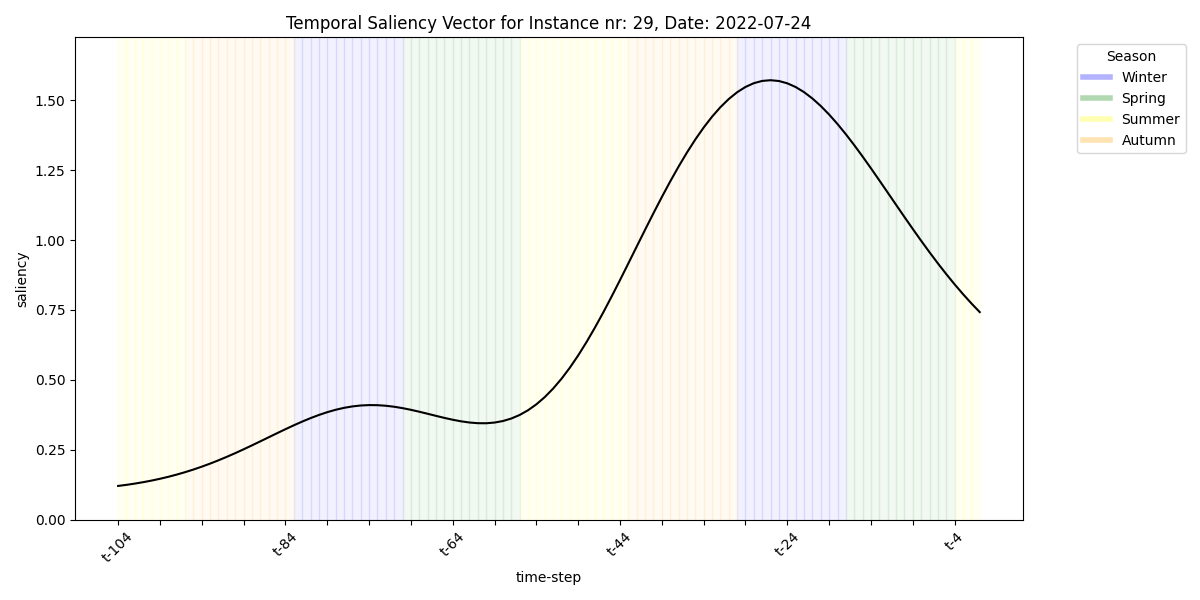 Temporal Saliency Vector for Instance nr: 29, Date: 2022-07-24
Season
Winter
Spring
Summer
Autumn
saliency
1.50
1.25
1.00
0.75
0.50
0.25
0.00
t-104
t-84
t-64
t-44
t-24
t-4
time-step